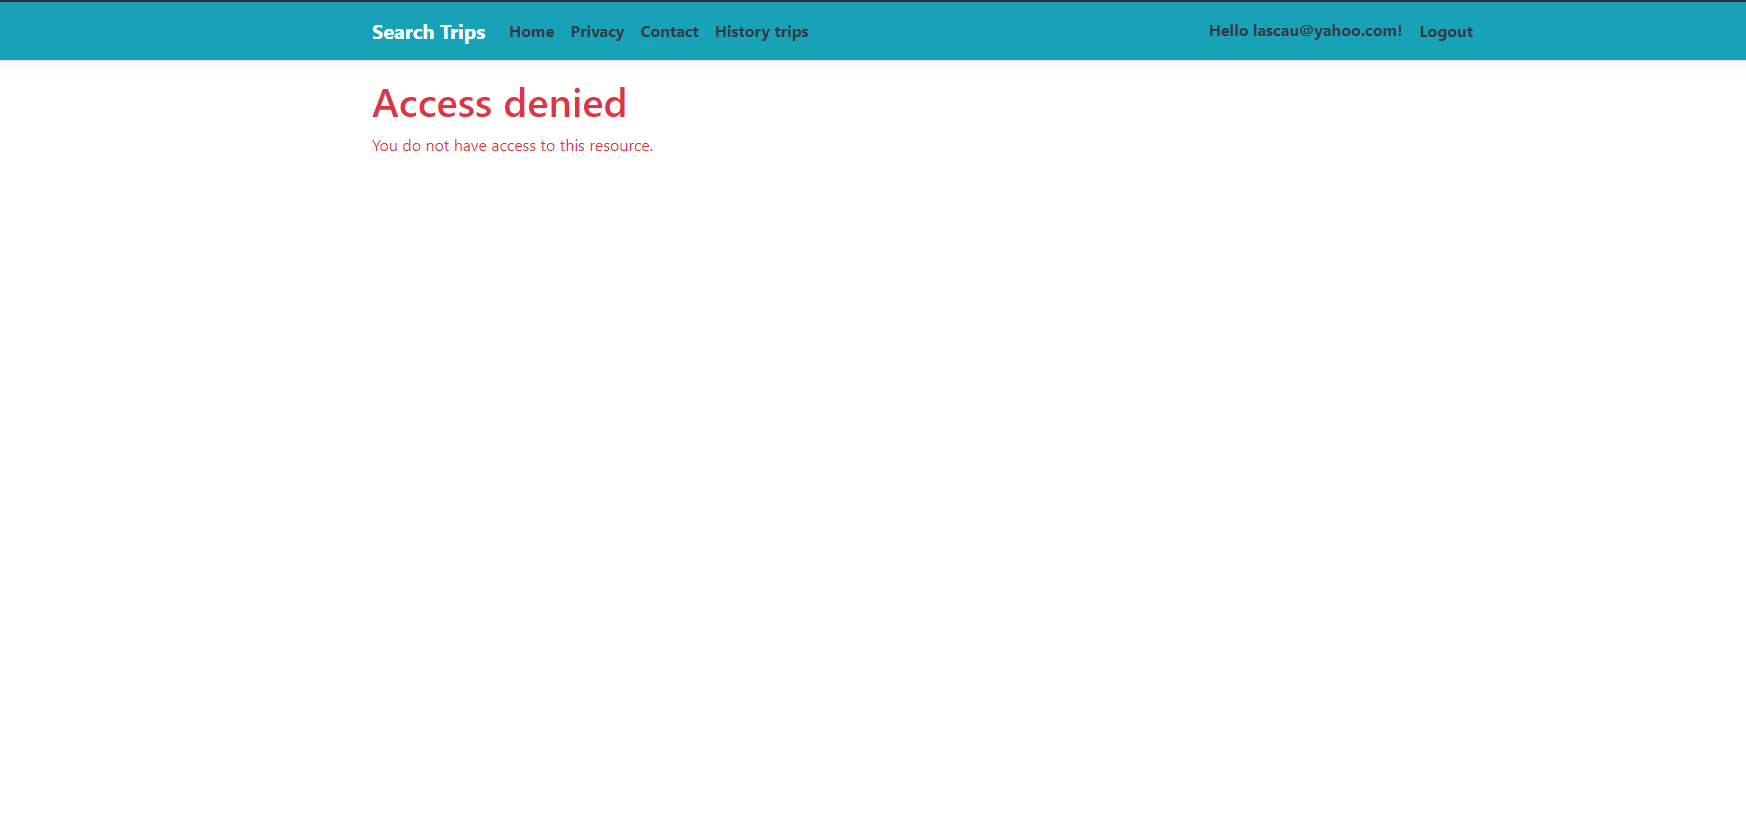 Search Trips Home Privacy Contact History trips Hello lascau@yahoo.com! Logout
Access denied
You do not have access to this resource.